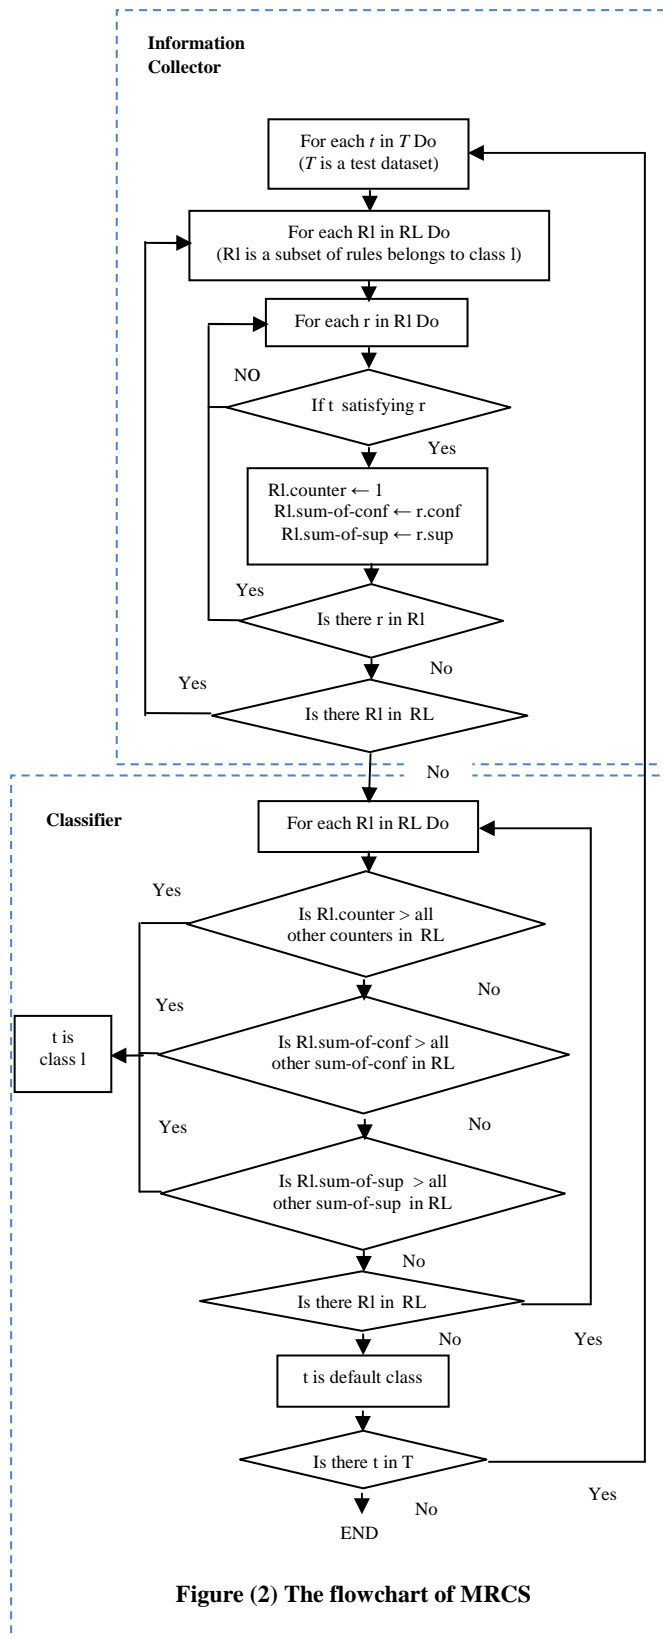 Information
Collector
For each t in T Do
(T is a test dataset)
For each Rl in RL Do
(Rl is a subset of rules belongs to class l)
For each r in Rl Do
NO
If t satisfying r
Yes
Rl.counter ← 1
Rl.sum-of-conf ← r.conf
Rl.sum-of-sup ← r.sup
Yes
Is there r in Rl
No
Yes
Is there Rl in RL
No
Classifier
For each Rl in RL Do
Yes
Is Rl.counter > all
other counters in RL
No
Yes
t is
class l
Is Rl.sum-of-conf > all
other sum-of-conf in RL
No
Yes
Is Rl.sum-of-sup > all
other sum-of-sup in RL
No
Is there Rl in RL
No
Yes
t is default class
Is there t in T
Yes
No
END
Figure (2) The flowchart of MRCS